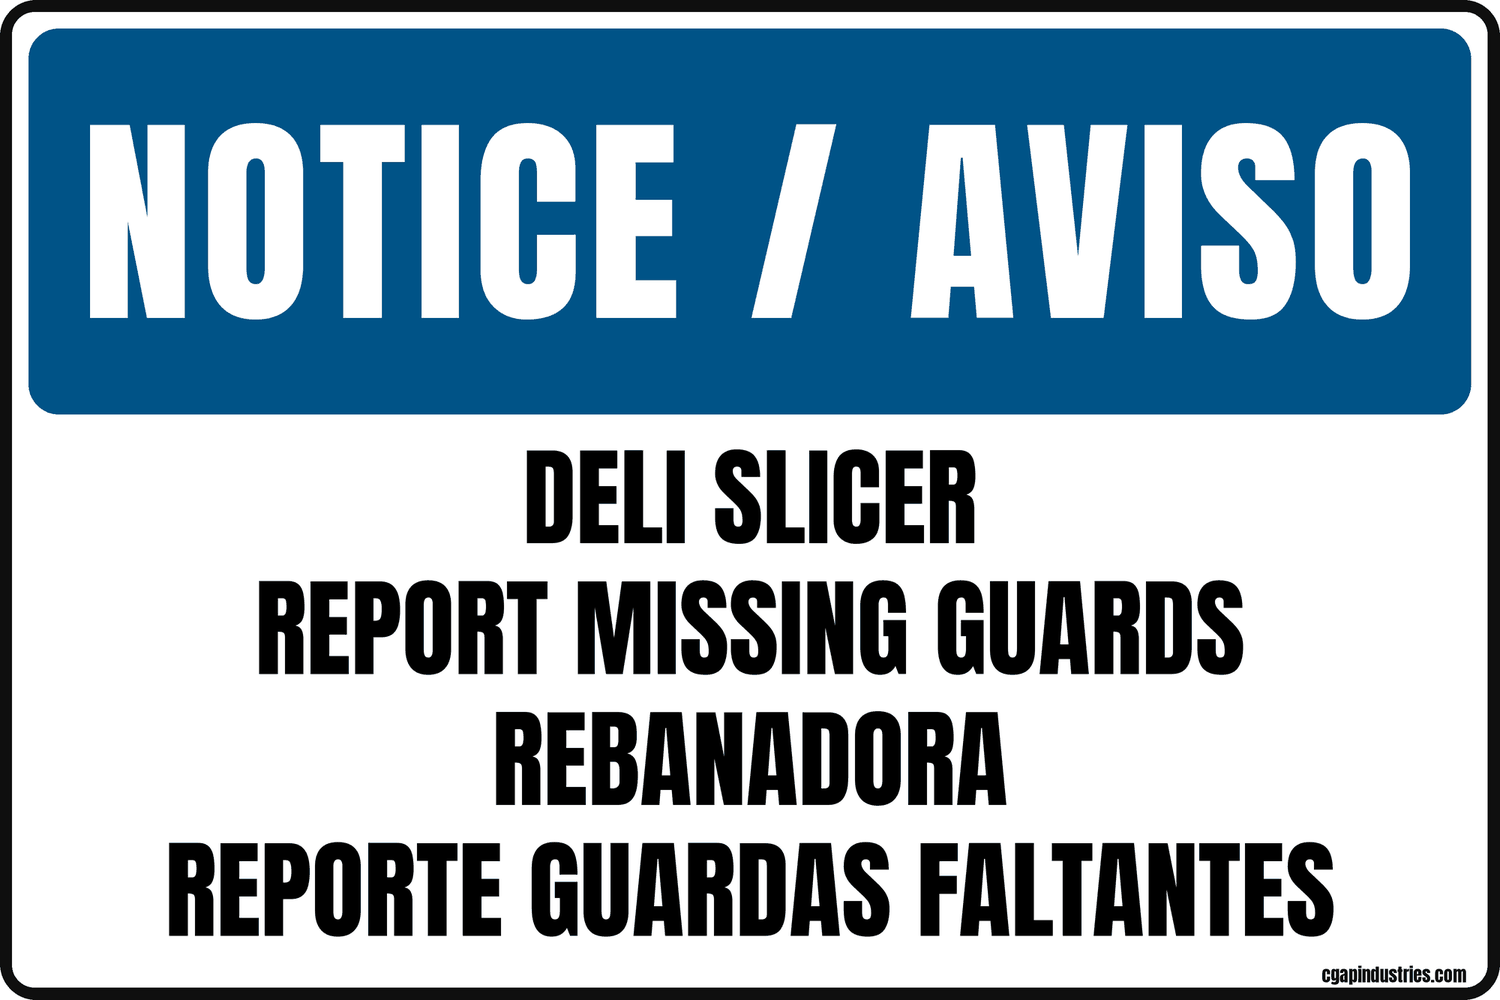 NOTICE / AVISO
DELI SLICER
REPORT MISSING GUARDS
REBANADORA
REPORTE GUARDAS FALTANTES
cgapindustries.com